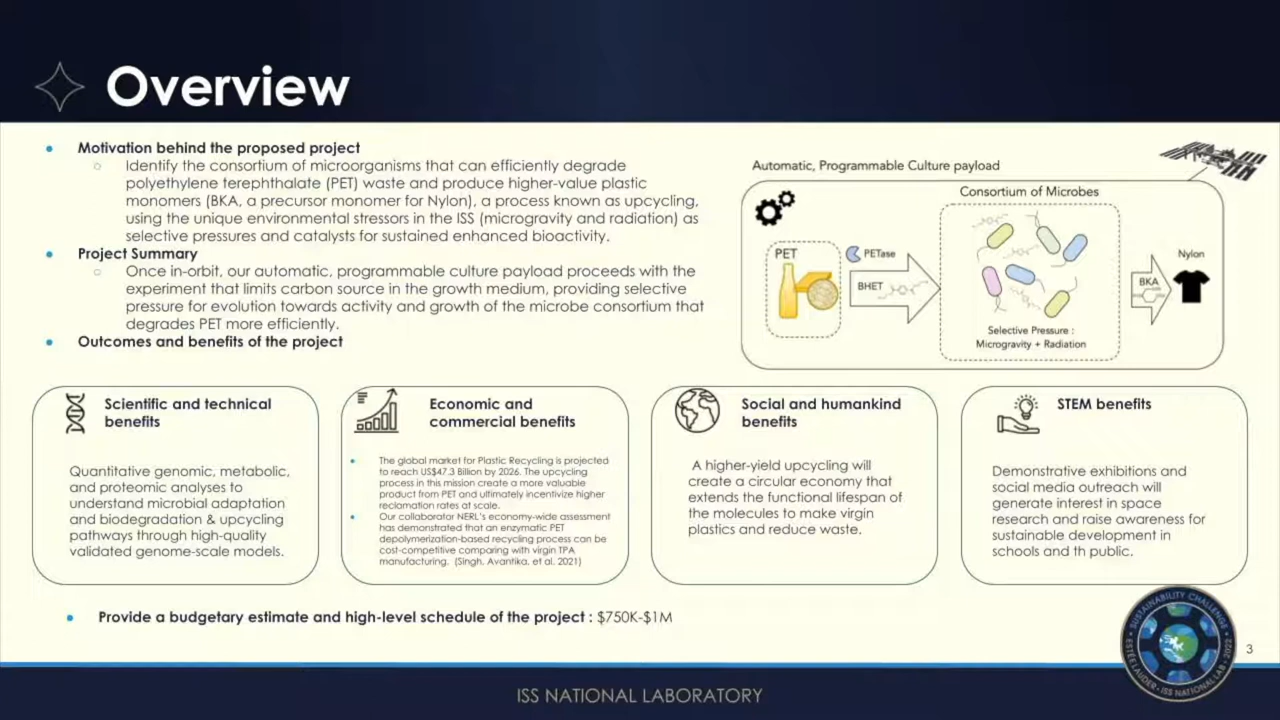 Overview
Motivation behind the proposed project
Identify the consortium of microorganisms that can efficiently degrade
polyethylene terephthalate (PET) waste and produce higher-value plastic
monomers (BKA, a precursor monomer for Nylon), a process known as upcycling,
using the unique environmental stressors in the ISS (microgravity and radiation) as
selective pressures and catalysts for sustained enhanced bioactivity.
Project Summary
Once in-orbit, our automatic, programmable culture payload proceeds with the
experiment that limits carbon source in the growth medium, providing selective
pressure for evolution towards activity and growth of the microbe consortium that
degrades PET more efficiently.
Outcomes and benefits of the project
Automatic, Programmable Culture payload
Consortium of Microbes
PET
PETase
BHET
Selective Pressure :
Microgravity + Radiation
BKA
Nylon
Scientific and technical
benefits
Quantitative genomic, metabolic,
and proteomic analyses to
understand microbial adaptation
and biodegradation & upcycling
pathways through high-quality
validated genome-scale models.
Economic and
commercial benefits
The global market for Plastic Recycling is projected
to reach US$47.3 Billion by 2026. The upcycling
process in this mission create a more valuable
product from PET and ultimately incentivize higher
reclamation rates at scale.
Our collaborator NERL's economy-wide assessment
has demonstrated that an enzymatic PET
depolymerization-based recycling process can be
cost-competitive comparing with virgin TPA
manufacturing. (Singh, Avantika, et al. 2021)
Social and humankind
benefits
A higher-yield upcycling will
create a circular economy that
extends the functional lifespan of
the molecules to make virgin
plastics and reduce waste.
STEM benefits
Demonstrative exhibitions and
social media outreach will
generate interest in space
research and raise awareness for
sustainable development in
schools and th public.
Provide a budgetary estimate and high-level schedule of the project : $750K-$1M
SUSTAINABILITY CHALLENGE
ESTÉE LAUDER · ISS NATIONAL LAB · 2022
3
ISS NATIONAL LABORATORY